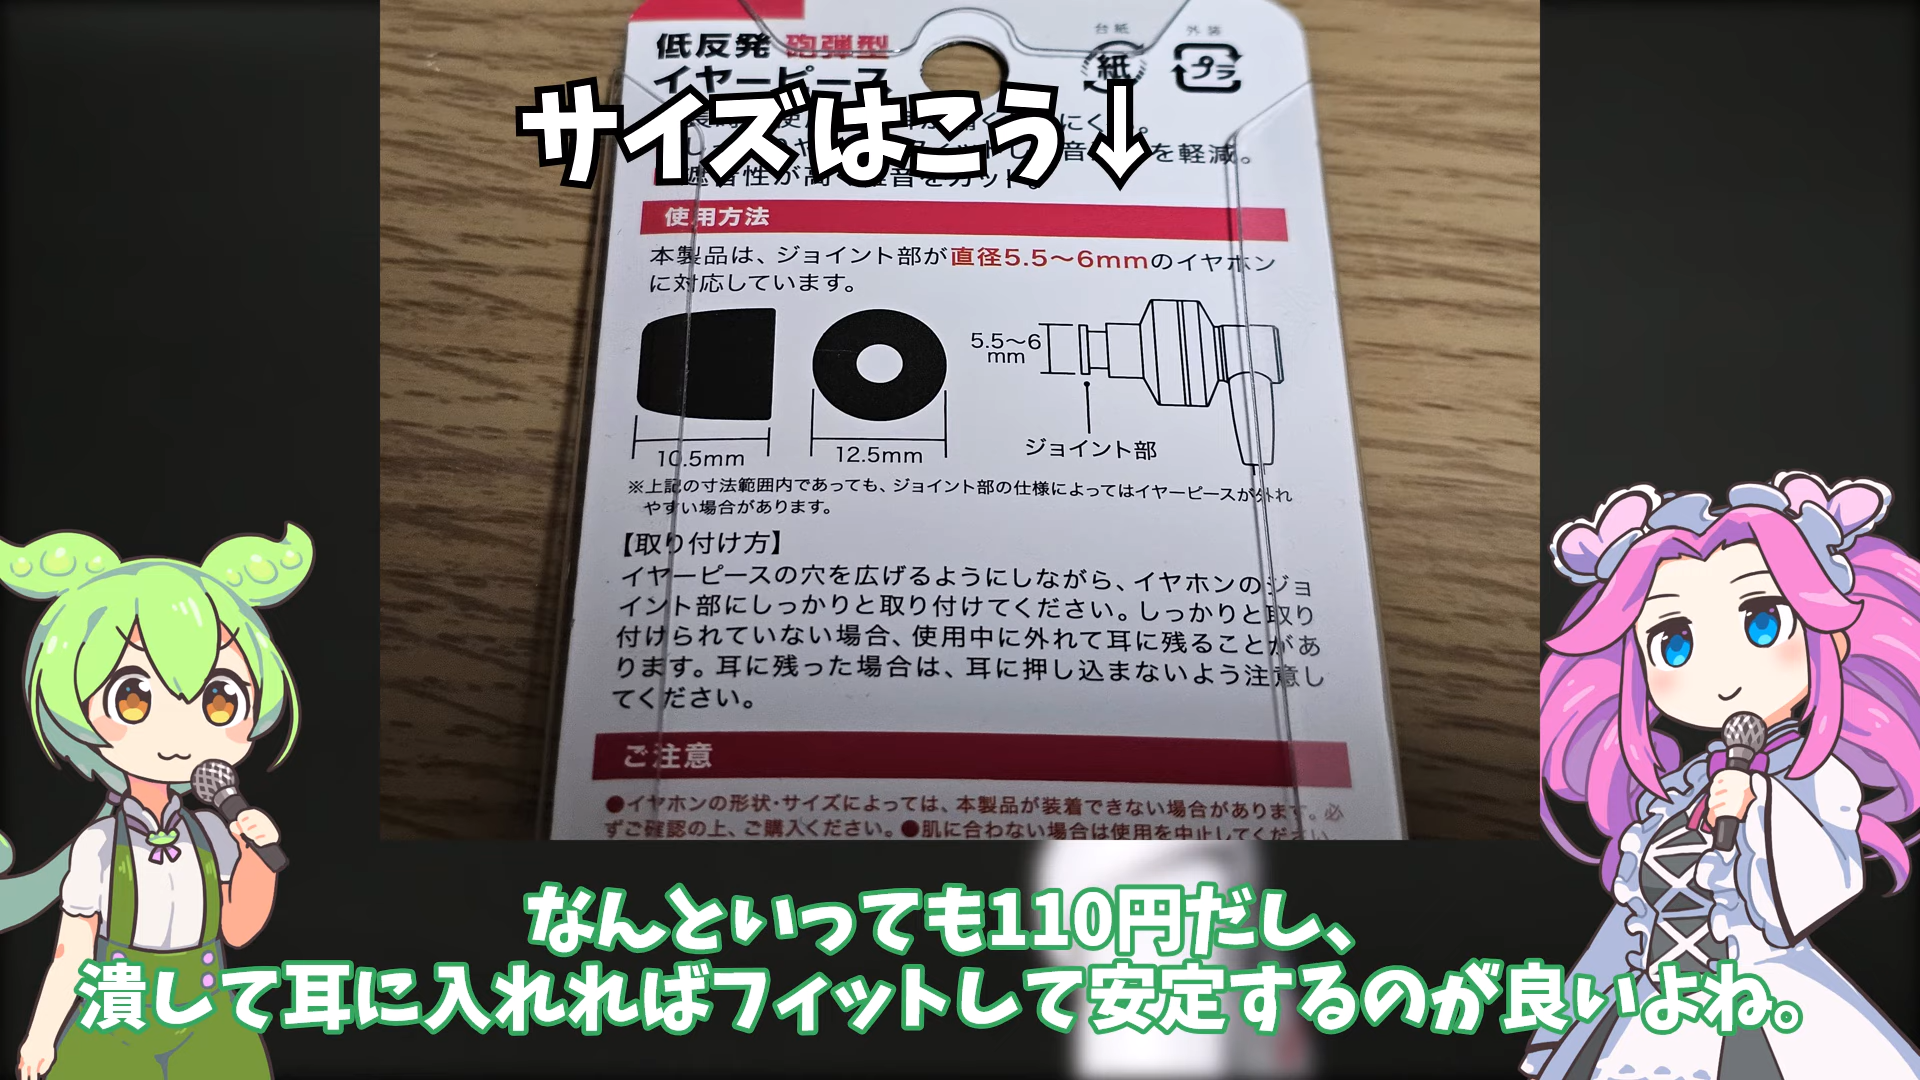 低反発 砲弾型
イヤーピース
台紙
紙
外装
プラ
サイズはこう↓
を軽減。
使用方法
本製品は、ジョイント部が直径5.5〜6mmのイヤホン
に対応しています。
5.5〜6
mm
ジョイント部
10.5mm
12.5mm
※上記の寸法範囲内であっても、ジョイント部の仕様によってはイヤーピースが外れ
やすい場合があります。
【取り付け方】
イヤーピースの穴を広げるようにしながら、イヤホンのジョ
イント部にしっかりと取り付けてください。しっかりと取り
付けられていない場合、使用中に外れて耳に残ることがあ
ります。耳に残った場合は、耳に押し込まないよう注意し
てください。
ご注意
●イヤホンの形状・サイズによっては、本製品が装着できない場合があります。必
ずご確認の上、ご購入ください。●肌に合わない場合は使用を中止してください
なんといっても110円だし、
潰して耳に入れればフィットして安定するのが良いよね。